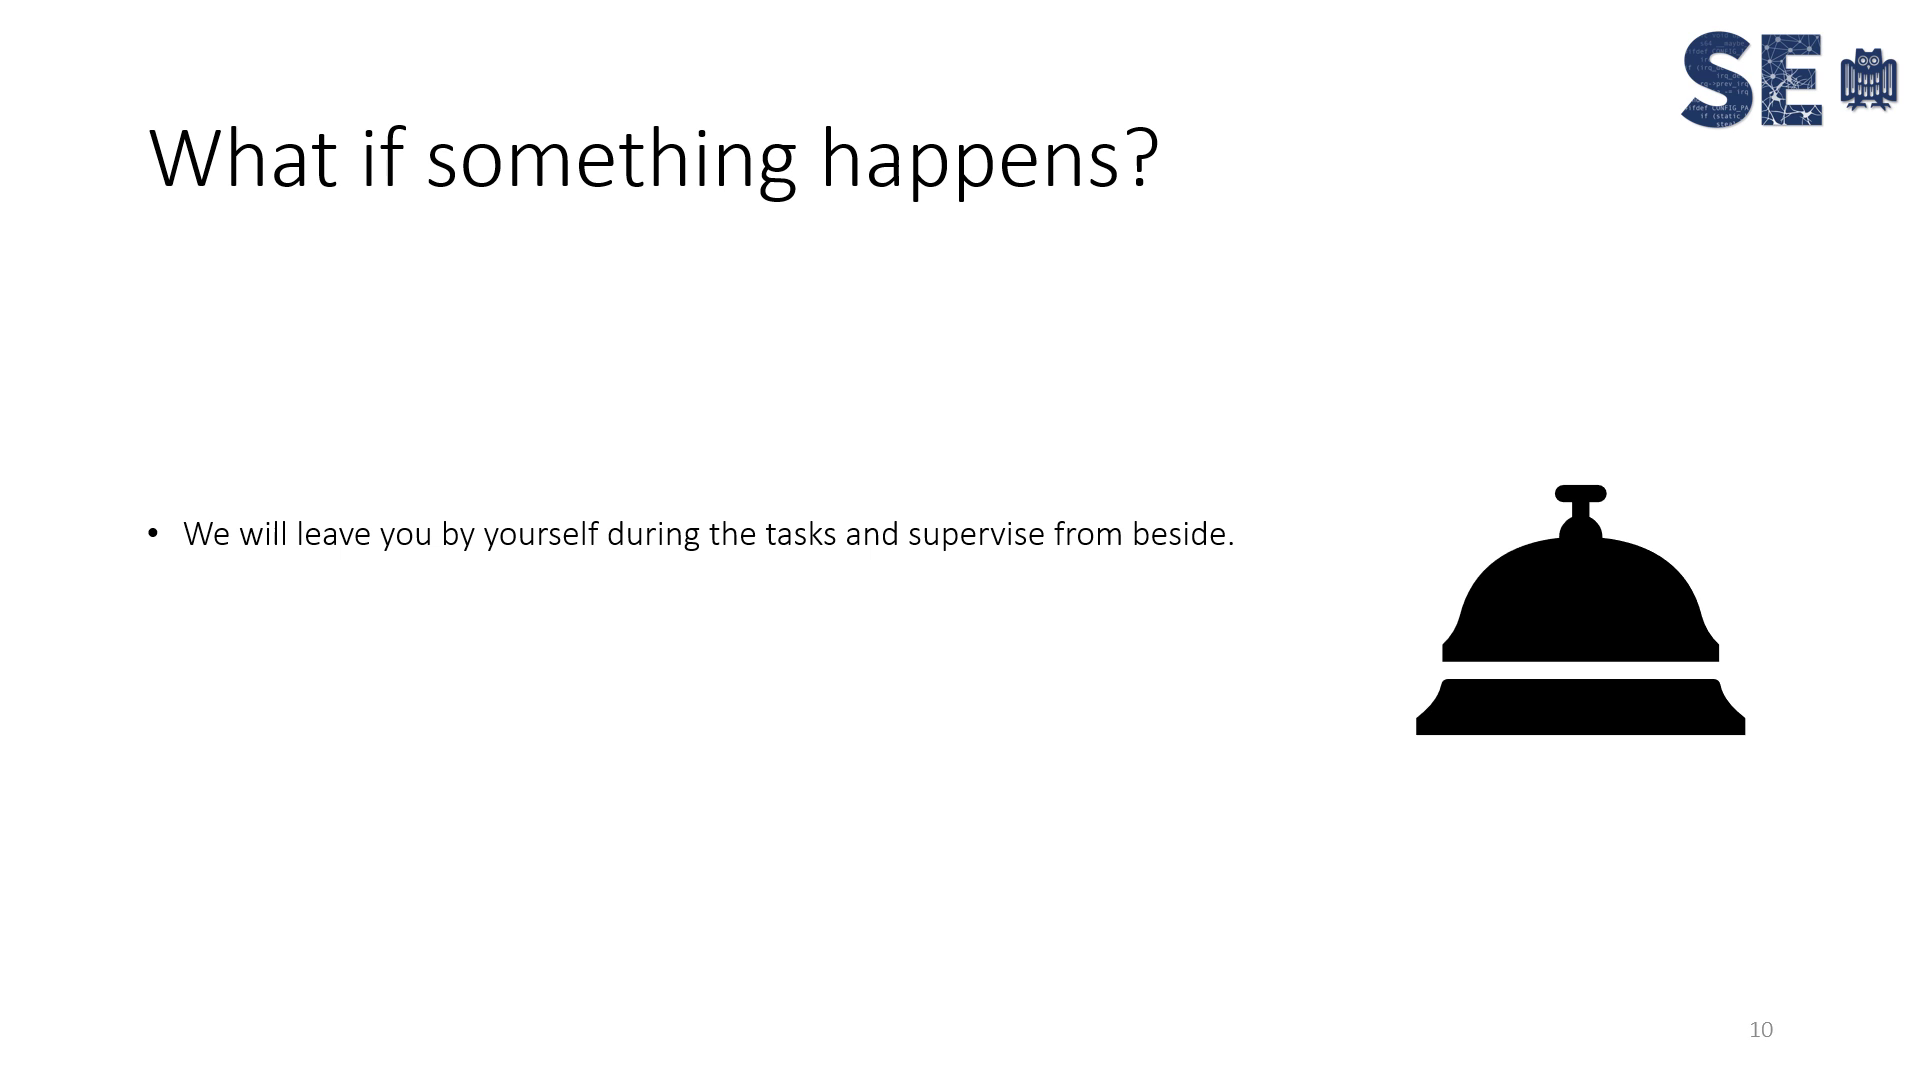 SE
What if something happens?
• We will leave you by yourself during the tasks and supervise from beside.
10